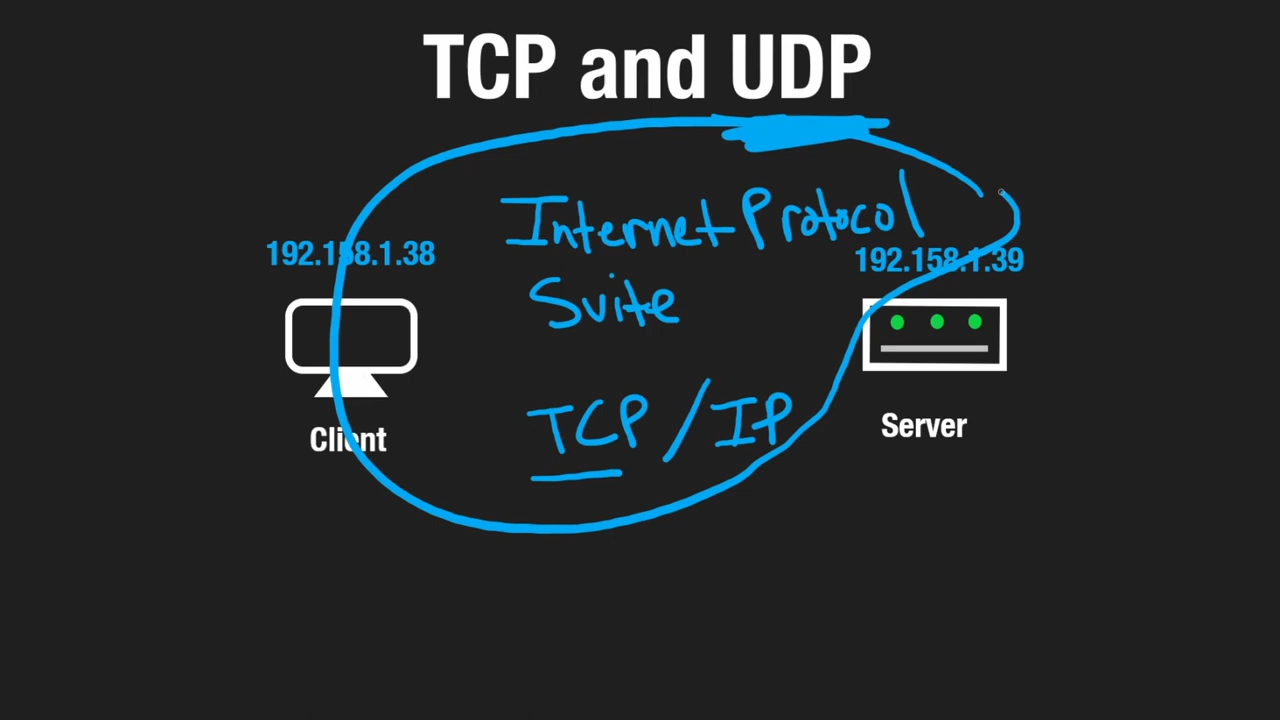 TCP and UDP
Internet Protocol
192.158.1.38
192.158.1.39
Suite
TCP/IP
Client
Server